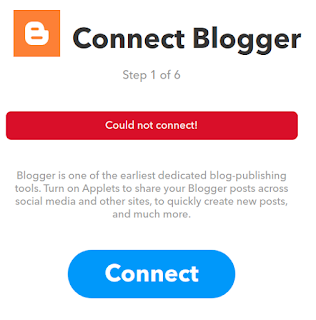 Connect Blogger
Step 1 of 6
Could not connect!
Blogger is one of the earliest dedicated blog-publishing
tools. Turn on Applets to share your Blogger posts across
social media and other sites, to quickly create new posts,
and much more.
Connect